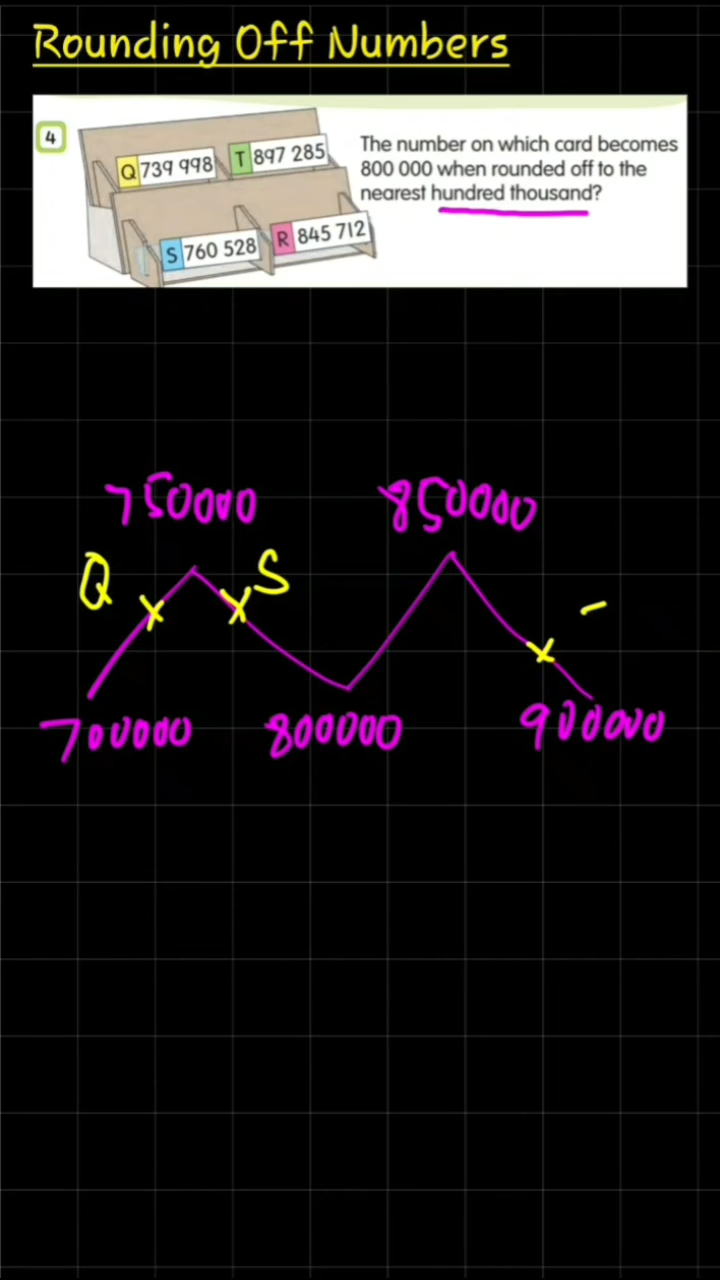 Rounding Off Numbers
4
The number on which card becomes
800 000 when rounded off to the
nearest hundred thousand?
Q 739 998
T 897 285
S 760 528
R 845 712
750000
850000
Q
S
700000
800000
900000